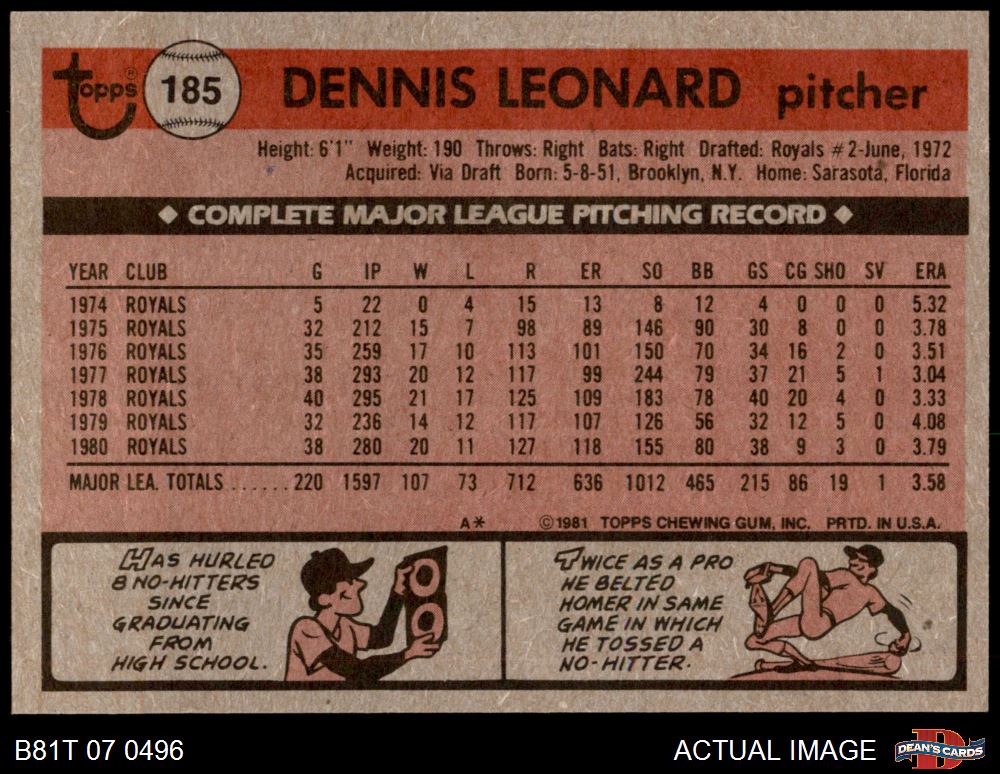 Topps® 185 DENNIS LEONARD pitcher
Height: 6'1" Weight: 190 Throws: Right Bats: Right Drafted: Royals #2-June, 1972
Acquired: Via Draft Born: 5-8-51, Brooklyn, N.Y. Home: Sarasota, Florida
◆ COMPLETE MAJOR LEAGUE PITCHING RECORD ◆
YEAR CLUB G IP W L R ER SO BB GS CG SHO SV ERA
1974 ROYALS 5 22 0 4 15 13 8 12 4 0 0 0 5.32
1975 ROYALS 32 212 15 7 98 89 146 90 30 8 0 0 3.78
1976 ROYALS 35 259 17 10 113 101 150 70 34 16 2 0 3.51
1977 ROYALS 38 293 20 12 117 99 244 79 37 21 5 1 3.04
1978 ROYALS 40 295 21 17 125 109 183 78 40 20 4 0 3.33
1979 ROYALS 32 236 14 12 117 107 126 56 32 12 5 0 4.08
1980 ROYALS 38 280 20 11 127 118 155 80 38 9 3 0 3.79
MAJOR LEA. TOTALS ......220 1597 107 73 712 636 1012 465 215 86 19 1 3.58
A* ©1981 TOPPS CHEWING GUM, INC. PRTD. IN U.S.A.
HAS HURLED
8 NO-HITTERS
SINCE
GRADUATING
FROM
HIGH SCHOOL.
TWICE AS A PRO
HE BELTED
HOMER IN SAME
GAME IN WHICH
HE TOSSED A
NO-HITTER.
B81T 07 0496 ACTUAL IMAGE D DEAN'S CARDS